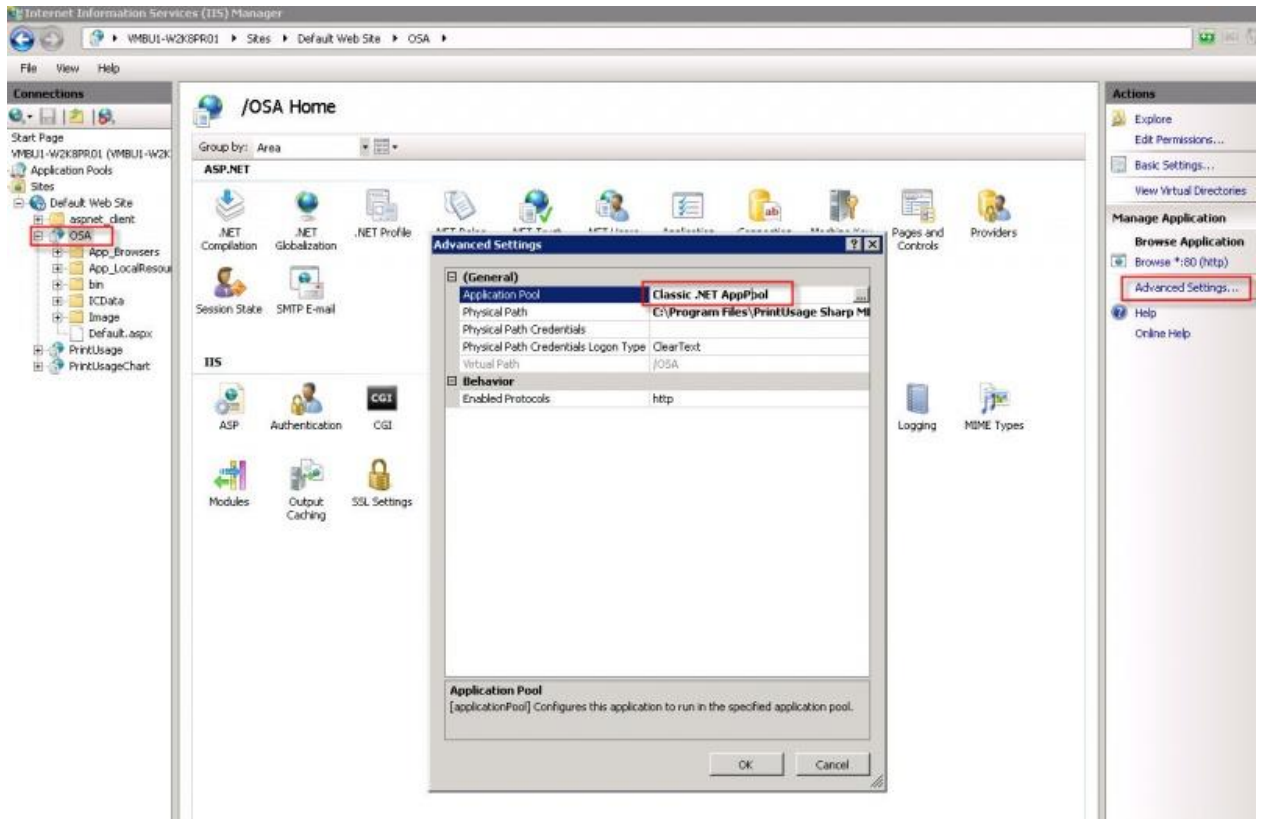 Internet Information Services (IIS) Manager
VMBUI-W2K8PR01 ▸ Sites ▸ Default Web Site ▸ OSA ▸
File View Help
Connections
Start Page
VMBUI-W2K8PR01 (VMBUI-W2K
Application Pools
Sites
Default Web Site
aspnet_client
OSA
App_Browsers
App_LocalResou
bin
ICData
Image
Default.aspx
PrintUsage
PrintUsageChart
/OSA Home
Group by: Area
ASP.NET
.NET Compilation
.NET Globalization
.NET Profile
Pages and Controls
Providers
Session State
SMTP E-mail
IIS
ASP
Authentication
CGI
Logging
MIME Types
Modules
Output Caching
SSL Settings
Advanced Settings
(General)
Application Pool Classic .NET AppPool
Physical Path C:\Program Files\PrintUsage Sharp MF
Physical Path Credentials
Physical Path Credentials Logon Type ClearText
Virtual Path /OSA
Behavior
Enabled Protocols http
Application Pool
[applicationPool] Configures this application to run in the specified application pool.
OK Cancel
Actions
Explore
Edit Permissions...
Basic Settings...
View Virtual Directories
Manage Application
Browse Application
Browse *:80 (http)
Advanced Settings...
Help
Online Help